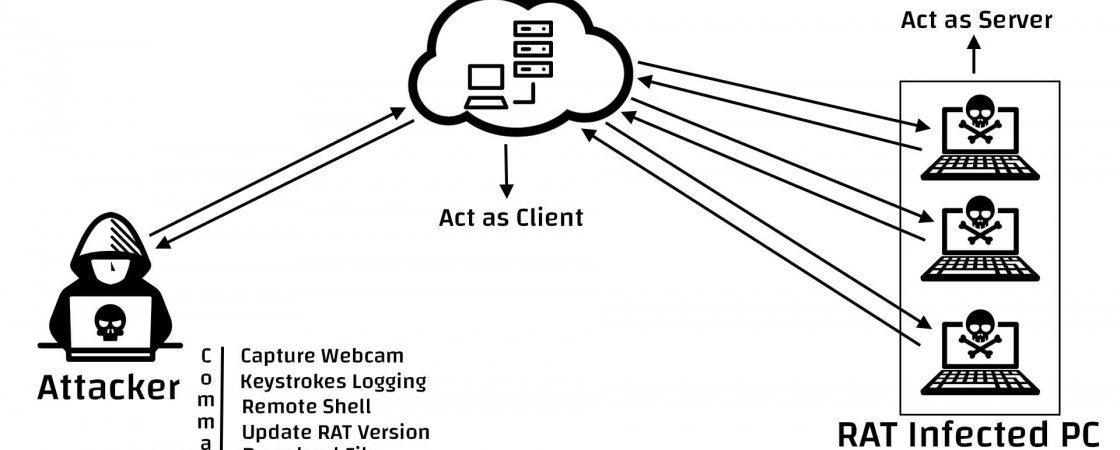 Act as Server
Act as Client
Attacker
Comma
Capture Webcam
Keystrokes Logging
Remote Shell
Update RAT Version
RAT Infected PC